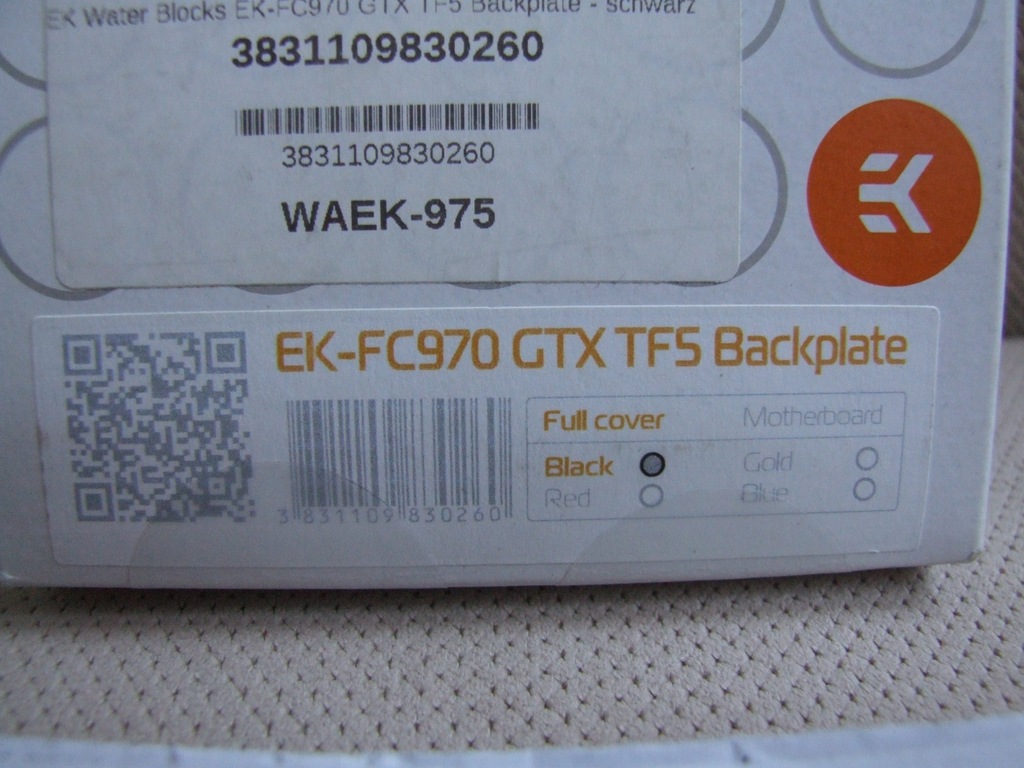 EK Water Blocks EK-FC970 GTX TF5 Backplate - schwarz
3831109830260
3831109830260
WAEK-975
EK
EK-FC970 GTX TF5 Backplate
Full cover Motherboard
Black Gold
Red Blue
3 831109 830260